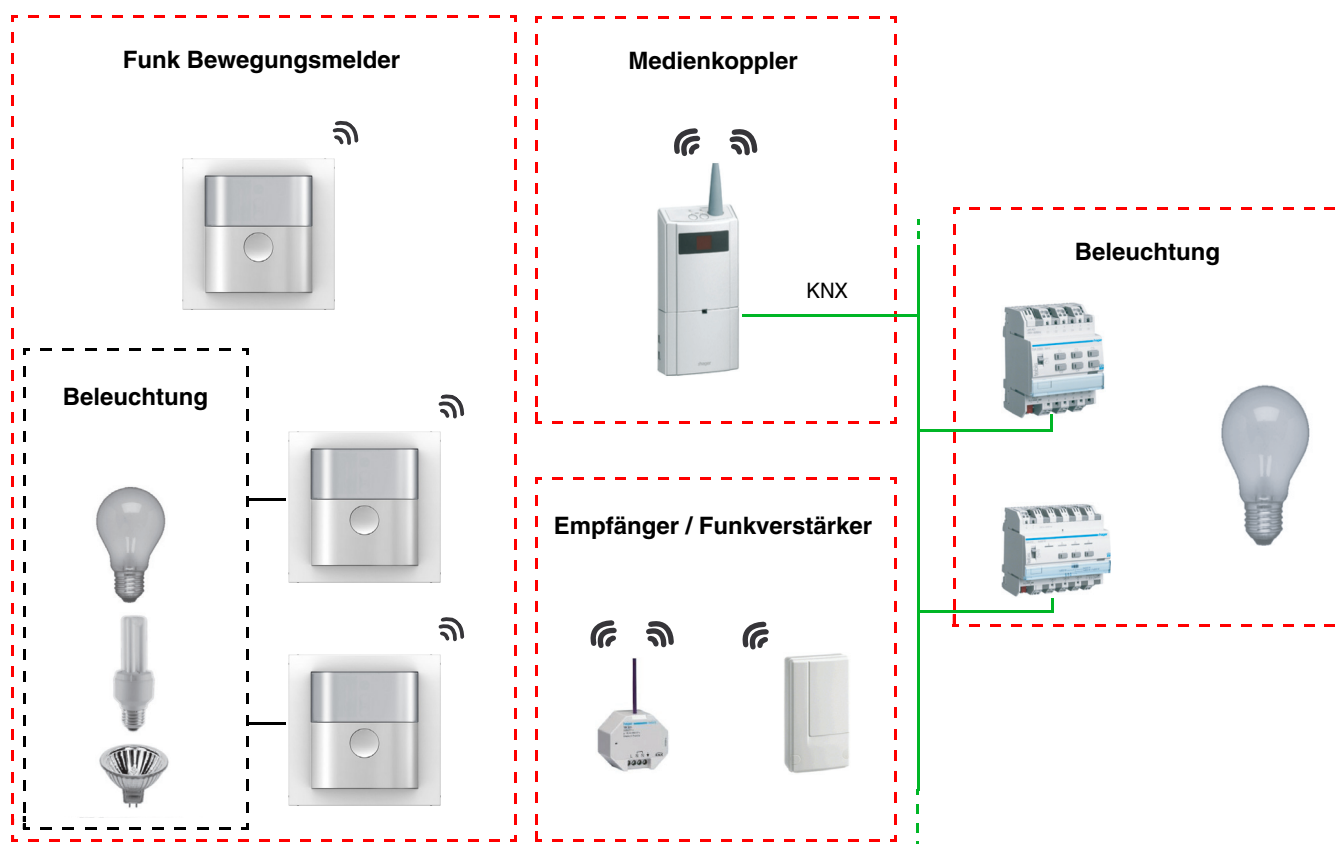 Funk Bewegungsmelder
Medienkoppler
Beleuchtung
KNX
Beleuchtung
Empfänger / Funkverstärker